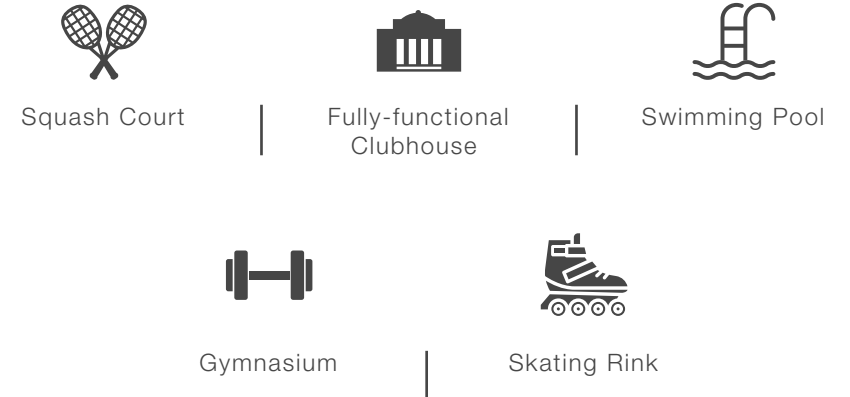 Squash Court
Fully-functional
Clubhouse
Swimming Pool
Gymnasium
Skating Rink